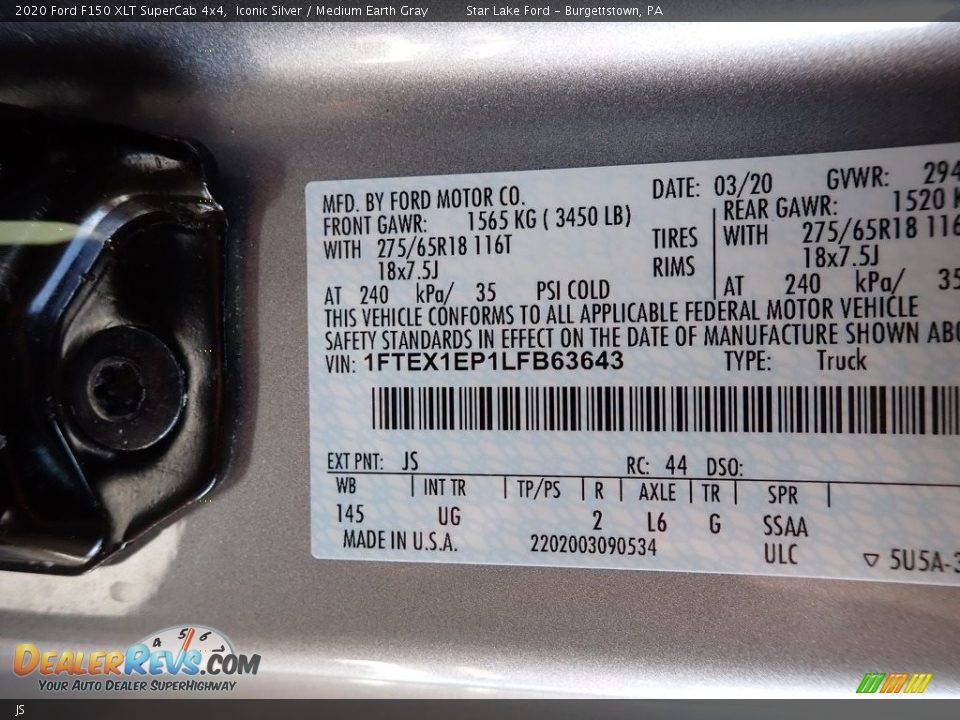 2020 Ford F150 XLT SuperCab 4x4, Iconic Silver / Medium Earth Gray Star Lake Ford - Burgettstown, PA
MFD. BY FORD MOTOR CO. DATE: 03/20 GVWR: 294
FRONT GAWR: 1565 KG ( 3450 LB) REAR GAWR: 1520 K
WITH 275/65R18 116T TIRES WITH 275/65R18 116
18x7.5J RIMS 18x7.5J
AT 240 kPa/ 35 PSI COLD AT 240 kPa/ 35
THIS VEHICLE CONFORMS TO ALL APPLICABLE FEDERAL MOTOR VEHICLE
SAFETY STANDARDS IN EFFECT ON THE DATE OF MANUFACTURE SHOWN ABO
VIN: 1FTEX1EP1LFB63643 TYPE: Truck
EXT PNT: JS RC: 44 DSO:
WB INT TR TP/PS R AXLE TR SPR
145 UG 2 L6 G SSAA
MADE IN U.S.A. 2202003090534 ULC ▽ 5U5A-3
4 5 6
DEALERREVS.COM
YOUR AUTO DEALER SUPERHIGHWAY
JS